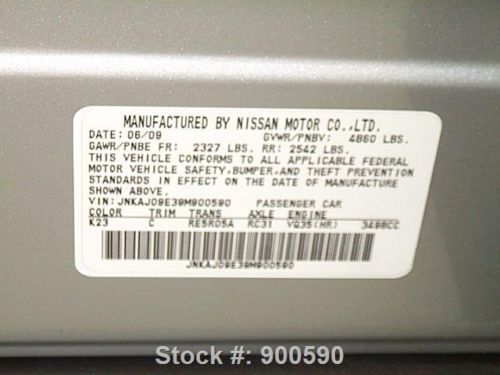 MANUFACTURED BY NISSAN MOTOR CO.,LTD.
DATE: 06/09 GVWR/PNBV: 4860 LBS.
GAWR/PNBE FR: 2327 LBS. RR: 2542 LBS.
THIS VEHICLE CONFORMS TO ALL APPLICABLE FEDERAL
MOTOR VEHICLE SAFETY,BUMPER,AND THEFT PREVENTION
STANDARDS IN EFFECT ON THE DATE OF MANUFACTURE
SHOWN ABOVE.
VIN: JNKAJ09E39M900590 PASSENGER CAR
COLOR TRIM TRANS AXLE ENGINE
K23 C RE5R05A RC31 VQ35(HR) 3498CC
JNKAJ09E39M900590
Stock #: 900590